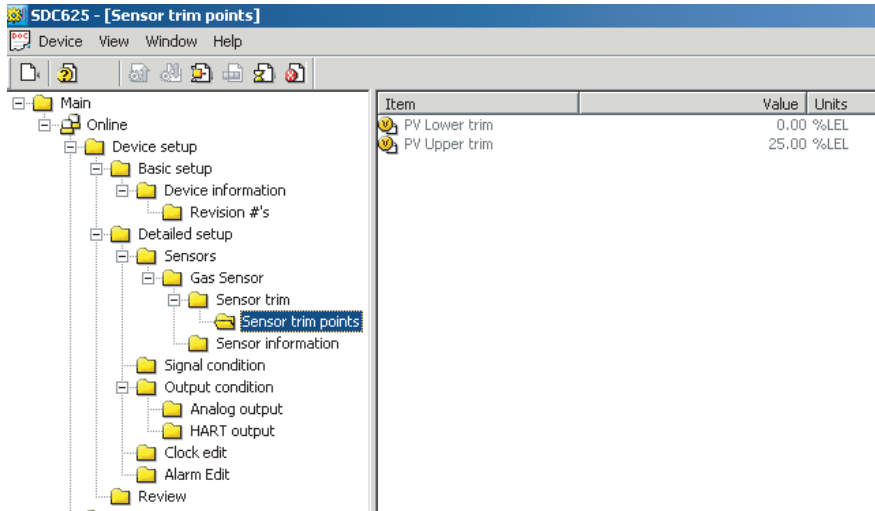 SDC625 - [Sensor trim points]
DOC Device View Window Help
Main
Online
Device setup
Basic setup
Device information
Revision #'s
Detailed setup
Sensors
Gas Sensor
Sensor trim
Sensor trim points
Sensor information
Signal condition
Output condition
Analog output
HART output
Clock edit
Alarm Edit
Review
Item Value Units
V PV Lower trim 0.00 %LEL
V PV Upper trim 25.00 %LEL